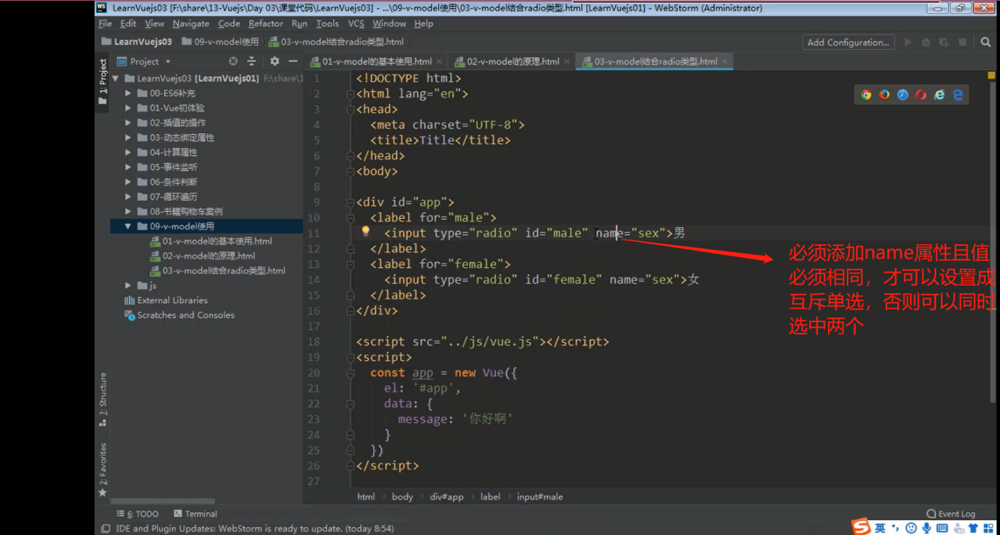 LearnVuejs03 [F:\share\13-Vuejs\Day 03\课堂代码\LearnVuejs03] - ...\09-v-model使用\03-v-model结合radio类型.html [LearnVuejs01] - WebStorm (Administrator)
File Edit View Navigate Code Refactor Run Tools VCS Window Help
LearnVuejs03 09-v-model使用 03-v-model结合radio类型.html Add Configuration...
1: Project
Project 01-v-model的基本使用.html 02-v-model的原理.html 03-v-model结合radio类型.html
LearnVuejs03 [LearnVuejs01] F:\share\1
00-ES6补充
01-Vue初体验
02-插值的操作
03-动态绑定属性
04-计算属性
05-事件监听
06-条件判断
07-循环遍历
08-书籍购物车案例
09-v-model使用
01-v-model的基本使用.html
02-v-model的原理.html
03-v-model结合radio类型.html
js
External Libraries
Scratches and Consoles
7: Structure
2: Favorites
1 <!DOCTYPE html>
2 <html lang="en">
3 <head>
4 <meta charset="UTF-8">
5 <title>Title</title>
6 </head>
7 <body>
8
9 <div id="app">
10 <label for="male">
11 <input type="radio" id="male" name="sex">男
12 </label>
13 <label for="female">
14 <input type="radio" id="female" name="sex">女
15 </label>
16 </div>
17
18 <script src="../js/vue.js"></script>
19 <script>
20 const app = new Vue({
21 el: '#app',
22 data: {
23 message: '你好啊'
24 }
25 })
26 </script>
27
必须添加name属性且值
必须相同，才可以设置成
互斥单选，否则可以同时
选中两个
html body div#app label input#male
6: TODO Terminal Event Log
IDE and Plugin Updates: WebStorm is ready to update. (today 8:54)
英